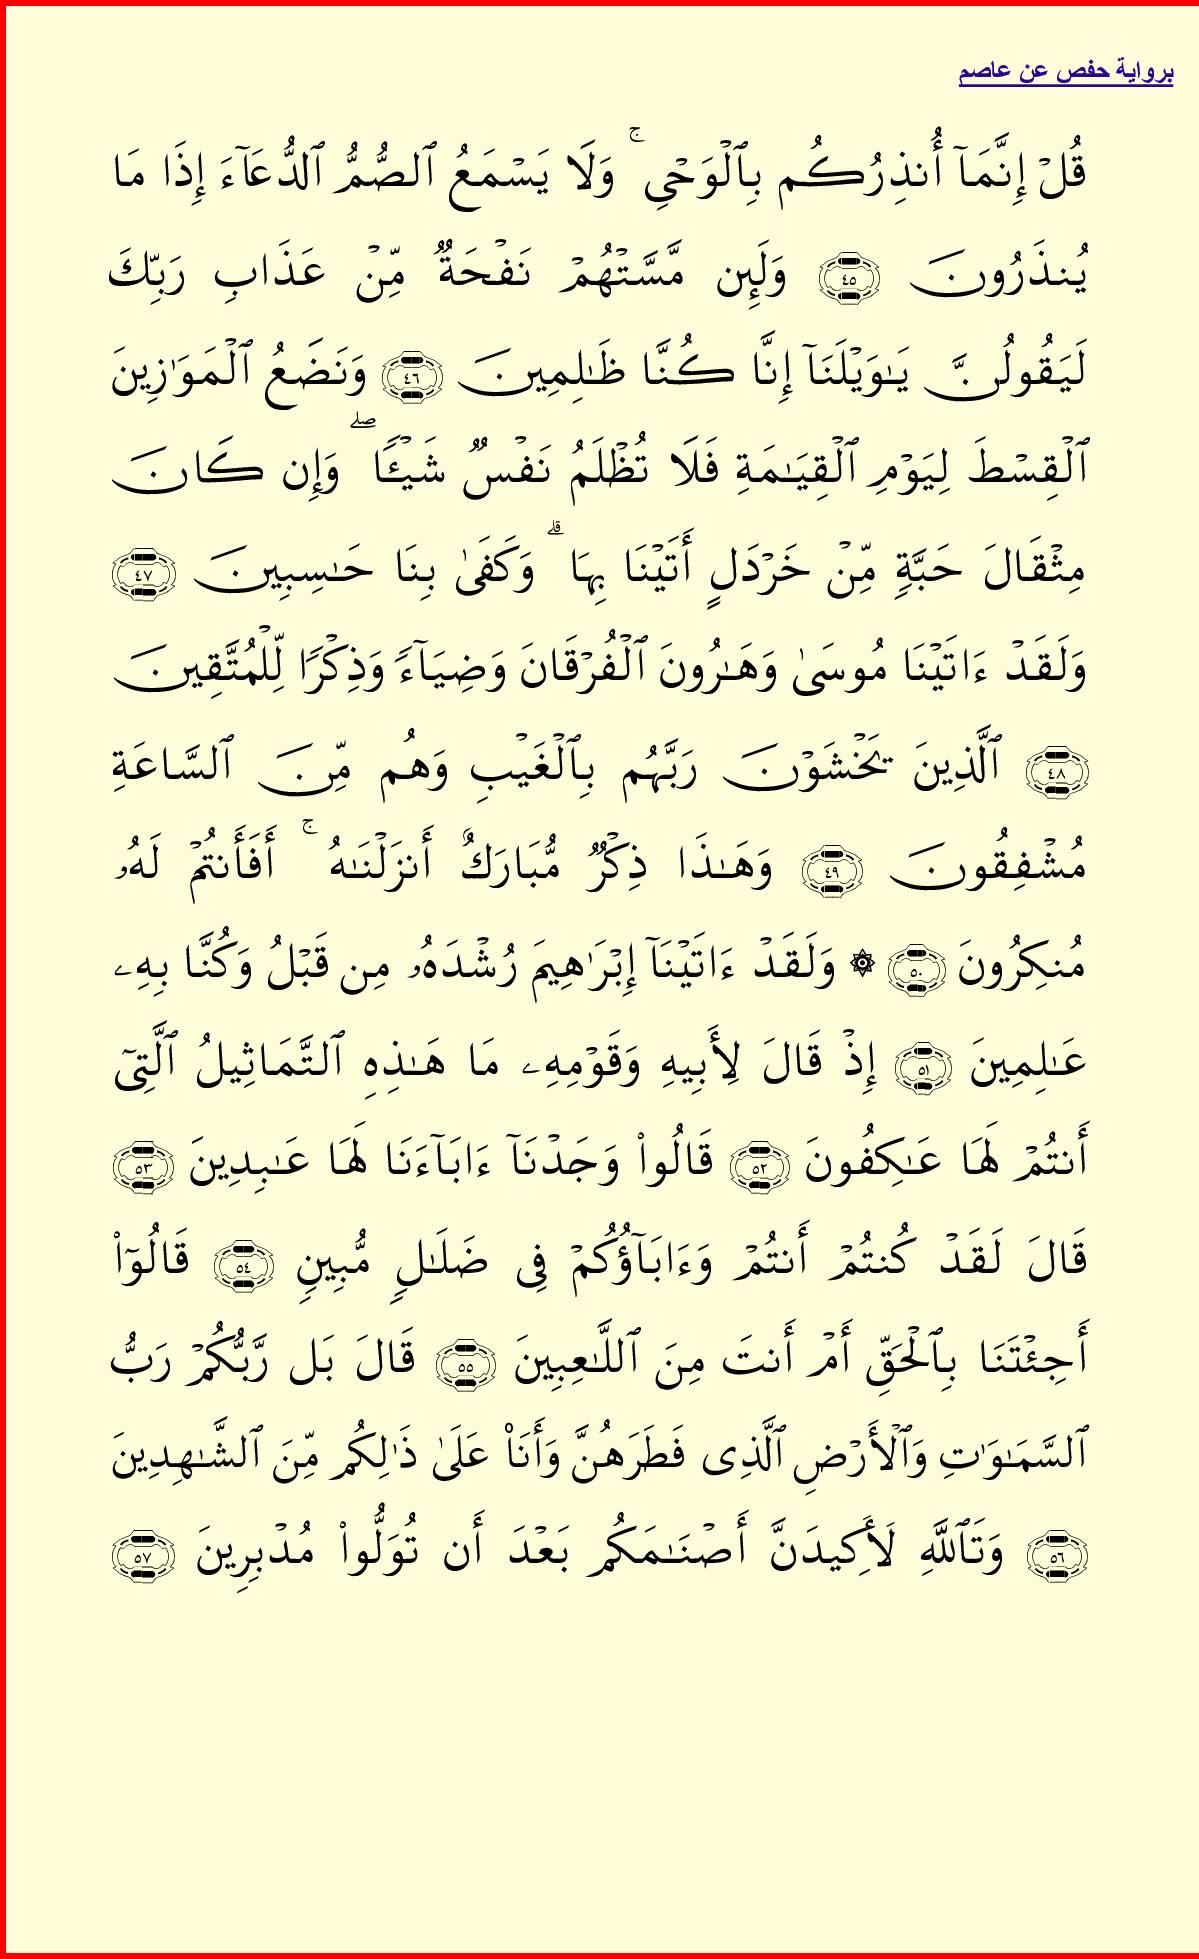 برواية حفص عن عاصم
قُلۡ إِنَّمَآ أُنذِرُكُم بِٱلۡوَحۡيِۚ وَلَا يَسۡمَعُ ٱلصُّمُّ ٱلدُّعَآءَ إِذَا مَا
يُنذَرُونَ ٤٥ وَلَئِن مَّسَّتۡهُمۡ نَفۡحَةٞ مِّنۡ عَذَابِ رَبِّكَ
لَيَقُولُنَّ يَٰوَيۡلَنَآ إِنَّا كُنَّا ظَٰلِمِينَ ٤٦ وَنَضَعُ ٱلۡمَوَٰزِينَ
ٱلۡقِسۡطَ لِيَوۡمِ ٱلۡقِيَٰمَةِ فَلَا تُظۡلَمُ نَفۡسٞ شَيۡـٔٗاۖ وَإِن كَانَ
مِثۡقَالَ حَبَّةٖ مِّنۡ خَرۡدَلٍ أَتَيۡنَا بِهَاۗ وَكَفَىٰ بِنَا حَٰسِبِينَ ٤٧
وَلَقَدۡ ءَاتَيۡنَا مُوسَىٰ وَهَٰرُونَ ٱلۡفُرۡقَانَ وَضِيَآءٗ وَذِكۡرٗا لِّلۡمُتَّقِينَ
٤٨ ٱلَّذِينَ يَخۡشَوۡنَ رَبَّهُم بِٱلۡغَيۡبِ وَهُم مِّنَ ٱلسَّاعَةِ
مُشۡفِقُونَ ٤٩ وَهَٰذَا ذِكۡرٞ مُّبَارَكٌ أَنزَلۡنَٰهُۚ أَفَأَنتُمۡ لَهُۥ
مُنكِرُونَ ٥٠ ۞ وَلَقَدۡ ءَاتَيۡنَآ إِبۡرَٰهِيمَ رُشۡدَهُۥ مِن قَبۡلُ وَكُنَّا بِهِۦ
عَٰلِمِينَ ٥١ إِذۡ قَالَ لِأَبِيهِ وَقَوۡمِهِۦ مَا هَٰذِهِ ٱلتَّمَاثِيلُ ٱلَّتِيٓ
أَنتُمۡ لَهَا عَٰكِفُونَ ٥٢ قَالُواْ وَجَدۡنَآ ءَابَآءَنَا لَهَا عَٰبِدِينَ ٥٣
قَالَ لَقَدۡ كُنتُمۡ أَنتُمۡ وَءَابَآؤُكُمۡ فِي ضَلَٰلٖ مُّبِينٖ ٥٤ قَالُوٓاْ
أَجِئۡتَنَا بِٱلۡحَقِّ أَمۡ أَنتَ مِنَ ٱللَّٰعِبِينَ ٥٥ قَالَ بَل رَّبُّكُمۡ رَبُّ
ٱلسَّمَٰوَٰتِ وَٱلۡأَرۡضِ ٱلَّذِي فَطَرَهُنَّ وَأَنَا۠ عَلَىٰ ذَٰلِكُم مِّنَ ٱلشَّٰهِدِينَ
٥٦ وَتَٱللَّهِ لَأَكِيدَنَّ أَصۡنَٰمَكُم بَعۡدَ أَن تُوَلُّواْ مُدۡبِرِينَ ٥٧